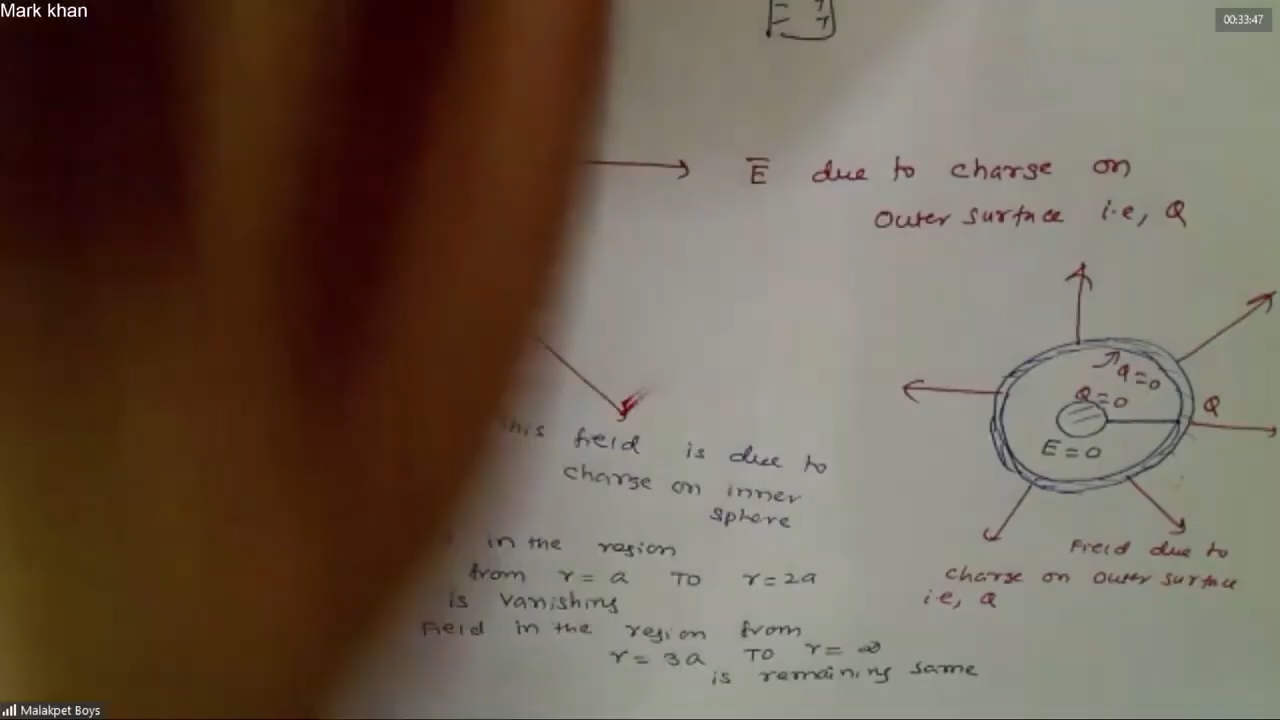 Mark khan
00:33:47
E due to charge on
outer surface i.e, Q
Q=0
Q=0
Q
E=0
this field is due to
charge on inner
sphere
in the region
from r = a TO r=2a
is vanishing
Field in the region from
r = 3a TO r = ∞
is remaining same
Field due to
charge on outer surface
i.e, Q
Malakpet Boys